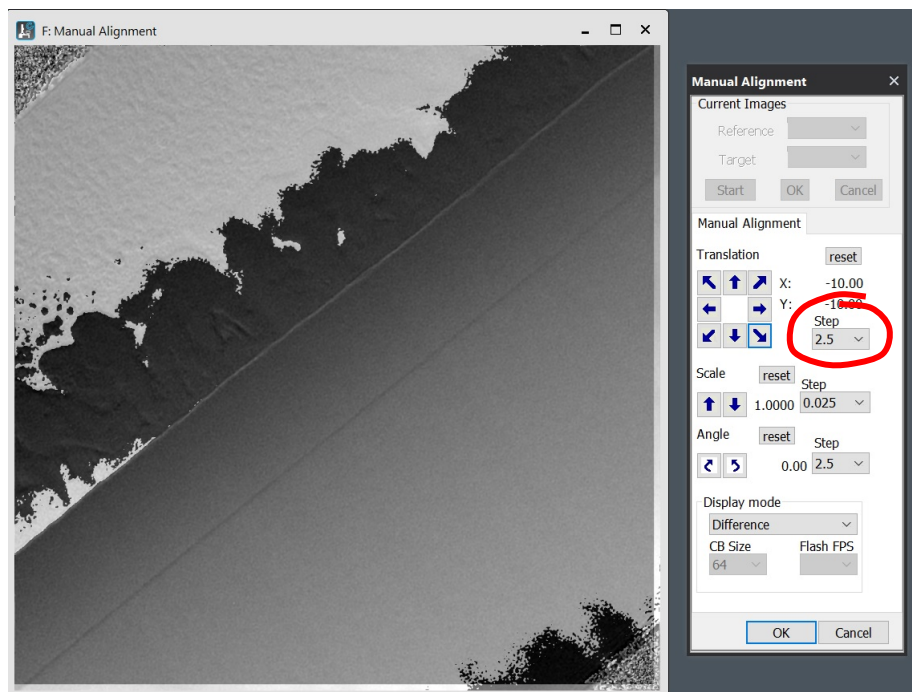 F: Manual Alignment
Manual Alignment
Current Images
Reference
Target
Start OK Cancel
Manual Alignment
Translation reset
X: -10.00
Y: -10.00
Step
2.5
Scale reset Step
1.0000 0.025
Angle reset Step
0.00 2.5
Display mode
Difference
CB Size Flash FPS
64
OK Cancel